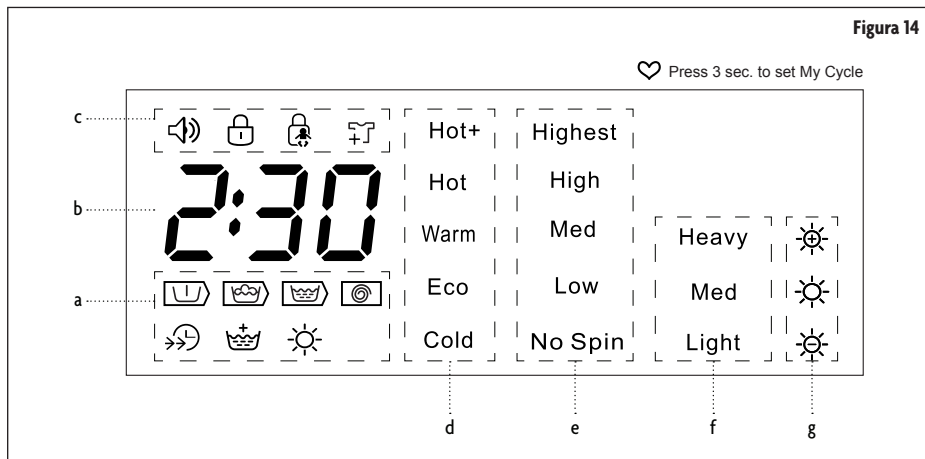 Figura 14
Press 3 sec. to set My Cycle
c
b
a
2:30
Hot+
Hot
Warm
Eco
Cold
Highest
High
Med
Low
No Spin
Heavy
Med
Light
d
e
f
g